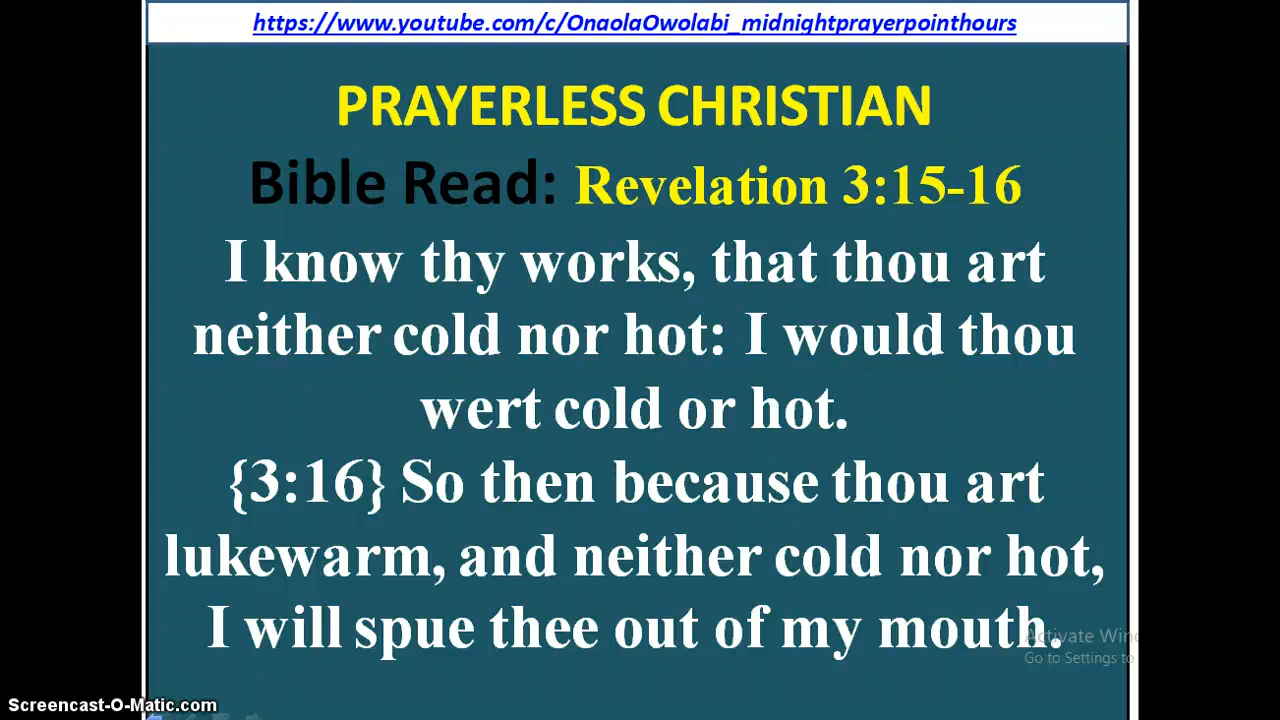 https://www.youtube.com/c/OnaolaOwolabi_midnightprayerpointhours
PRAYERLESS CHRISTIAN
Bible Read: Revelation 3:15-16
I know thy works, that thou art
neither cold nor hot: I would thou
wert cold or hot.
{3:16} So then because thou art
lukewarm, and neither cold nor hot,
I will spue thee out of my mouth.
Activate Wind
Go to Settings to
Screencast-O-Matic.com